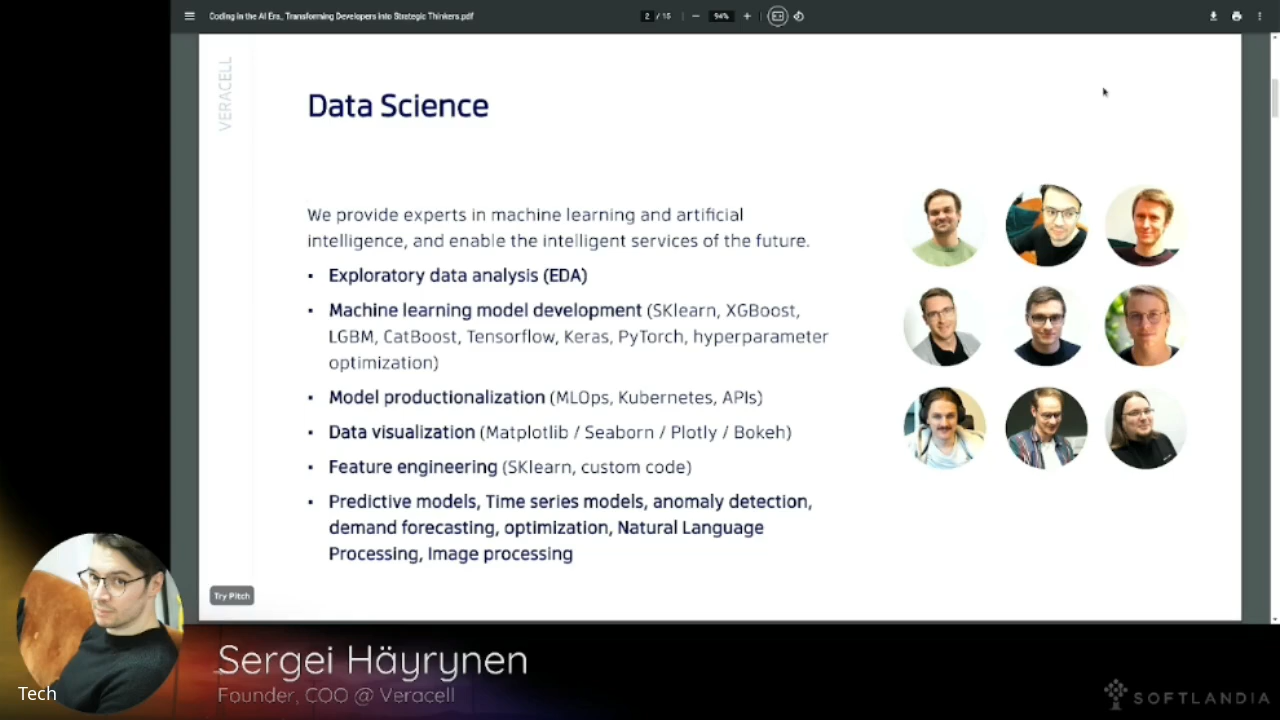 Coding in the AI Era_ Transforming Developers into Strategic Thinkers.pdf
2 / 15
94%
VERACELL
Data Science
We provide experts in machine learning and artificial
intelligence, and enable the intelligent services of the future.
▪ Exploratory data analysis (EDA)
▪ Machine learning model development (SKlearn, XGBoost,
LGBM, CatBoost, Tensorflow, Keras, PyTorch, hyperparameter
optimization)
▪ Model productionalization (MLOps, Kubernetes, APIs)
▪ Data visualization (Matplotlib / Seaborn / Plotly / Bokeh)
▪ Feature engineering (SKlearn, custom code)
▪ Predictive models, Time series models, anomaly detection,
demand forecasting, optimization, Natural Language
Processing, Image processing
Try Pitch
Sergei Häyrynen
Founder, COO @ Veracell
Tech
SOFTLANDIA